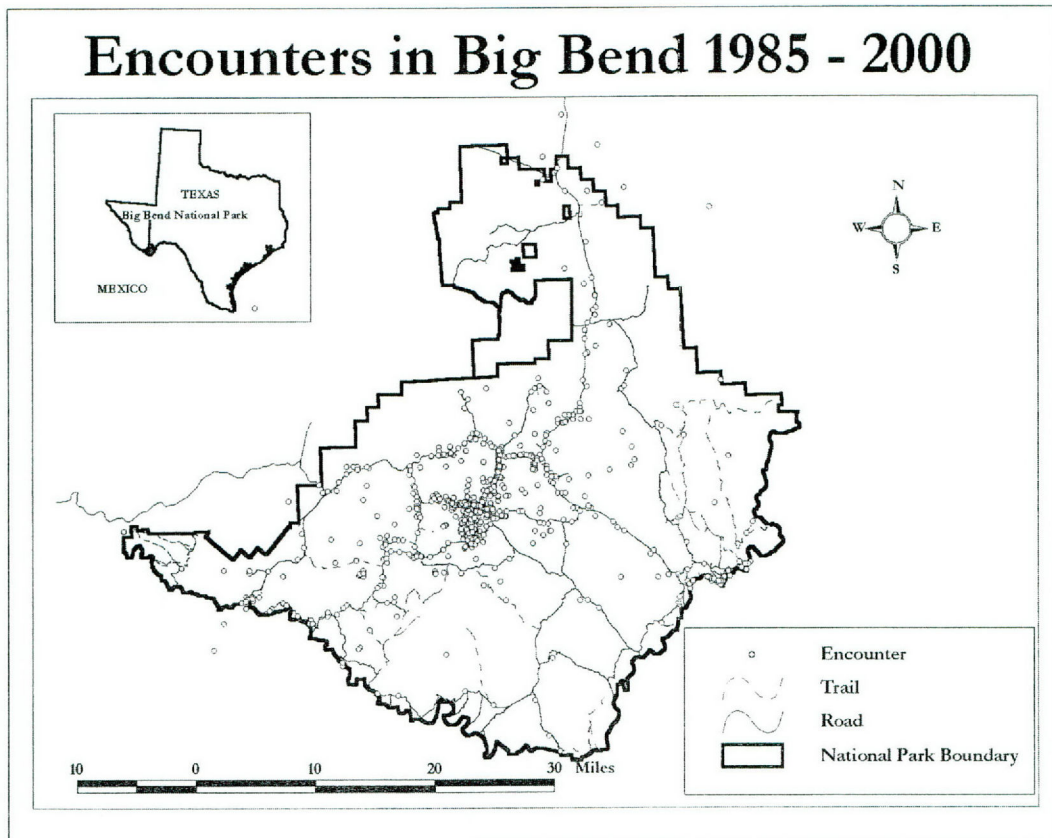 Encounters in Big Bend 1985 - 2000
TEXAS
Big Bend National Park
MEXICO
N
W E
S
Encounter
Trail
Road
National Park Boundary
10 0 10 20 30 Miles